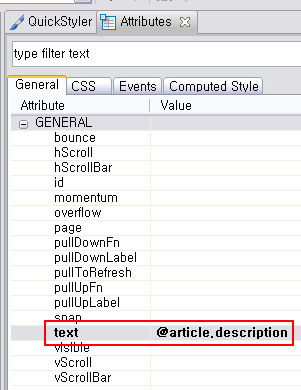 QuickStyler Attributes
type filter text
General CSS Events Computed Style
Attribute Value
GENERAL
bounce
hScroll
hScrollBar
id
momentum
overflow
page
pullDownFn
pullDownLabel
pullToRefresh
pullUpFn
pullUpLabel
snap
text @article.description
visible
vScroll
vScrollBar